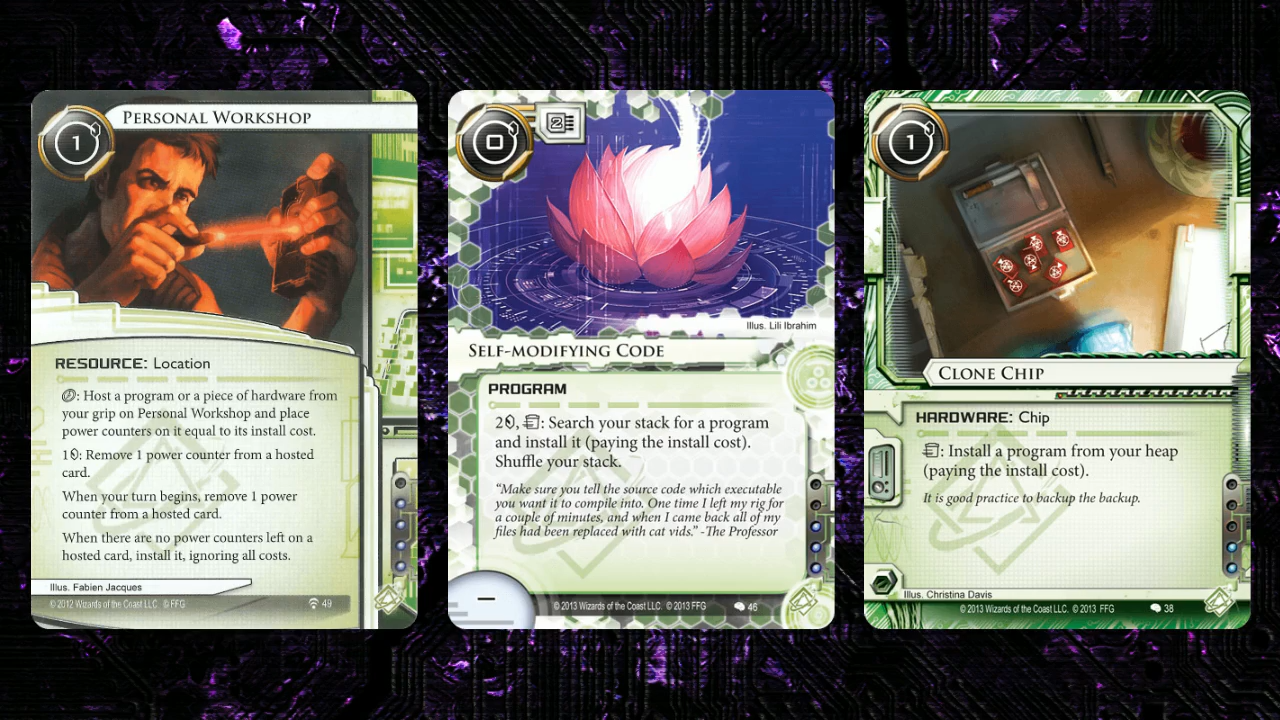 1
PERSONAL WORKSHOP
RESOURCE: Location
: Host a program or a piece of hardware from
your grip on Personal Workshop and place
power counters on it equal to its install cost.
1: Remove 1 power counter from a hosted
card.
When your turn begins, remove 1 power
counter from a hosted card.
When there are no power counters left on a
hosted card, install it, ignoring all costs.
Illus. Fabien Jacques
© 2012 Wizards of the Coast LLC. © FFG
49
0
2
Illus. Lili Ibrahim
SELF-MODIFYING CODE
PROGRAM
2, : Search your stack for a program
and install it (paying the install cost).
Shuffle your stack.
“Make sure you tell the source code which executable
you want it to compile into. One time I left my rig for
a couple of minutes, and when I came back all of my
files had been replaced with cat vids.” -The Professor
–
© 2013 Wizards of the Coast LLC. © 2013 FFG
46
1
CLONE CHIP
HARDWARE: Chip
: Install a program from your heap
(paying the install cost).
It is good practice to backup the backup.
Illus. Christina Davis
© 2013 Wizards of the Coast LLC. © 2013 FFG
38